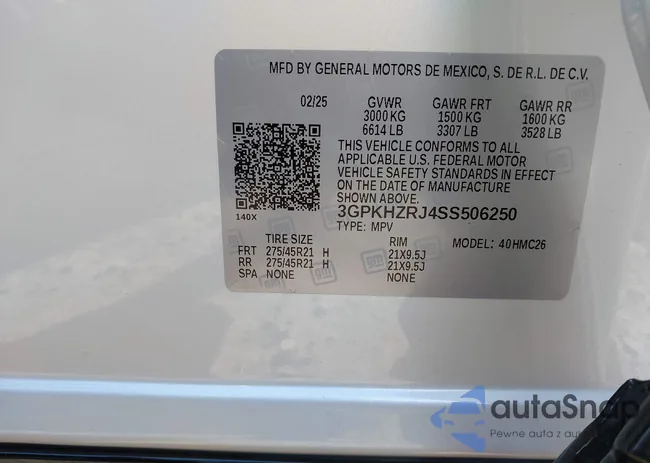 MFD BY GENERAL MOTORS DE MEXICO, S. DE R.L. DE C.V.
02/25 GVWR GAWR FRT GAWR RR
3000 KG 1500 KG 1600 KG
6614 LB 3307 LB 3528 LB
THIS VEHICLE CONFORMS TO ALL
APPLICABLE U.S. FEDERAL MOTOR
VEHICLE SAFETY STANDARDS IN EFFECT
ON THE DATE OF MANUFACTURE
SHOWN ABOVE.
3GPKHZRJ4SS506250
140X
TYPE: MPV
MODEL: 40HMC26
TIRE SIZE RIM
FRT 275/45R21 H 21X9.5J
RR 275/45R21 H 21X9.5J
SPA NONE NONE
autaSnap
Pewne auta z au